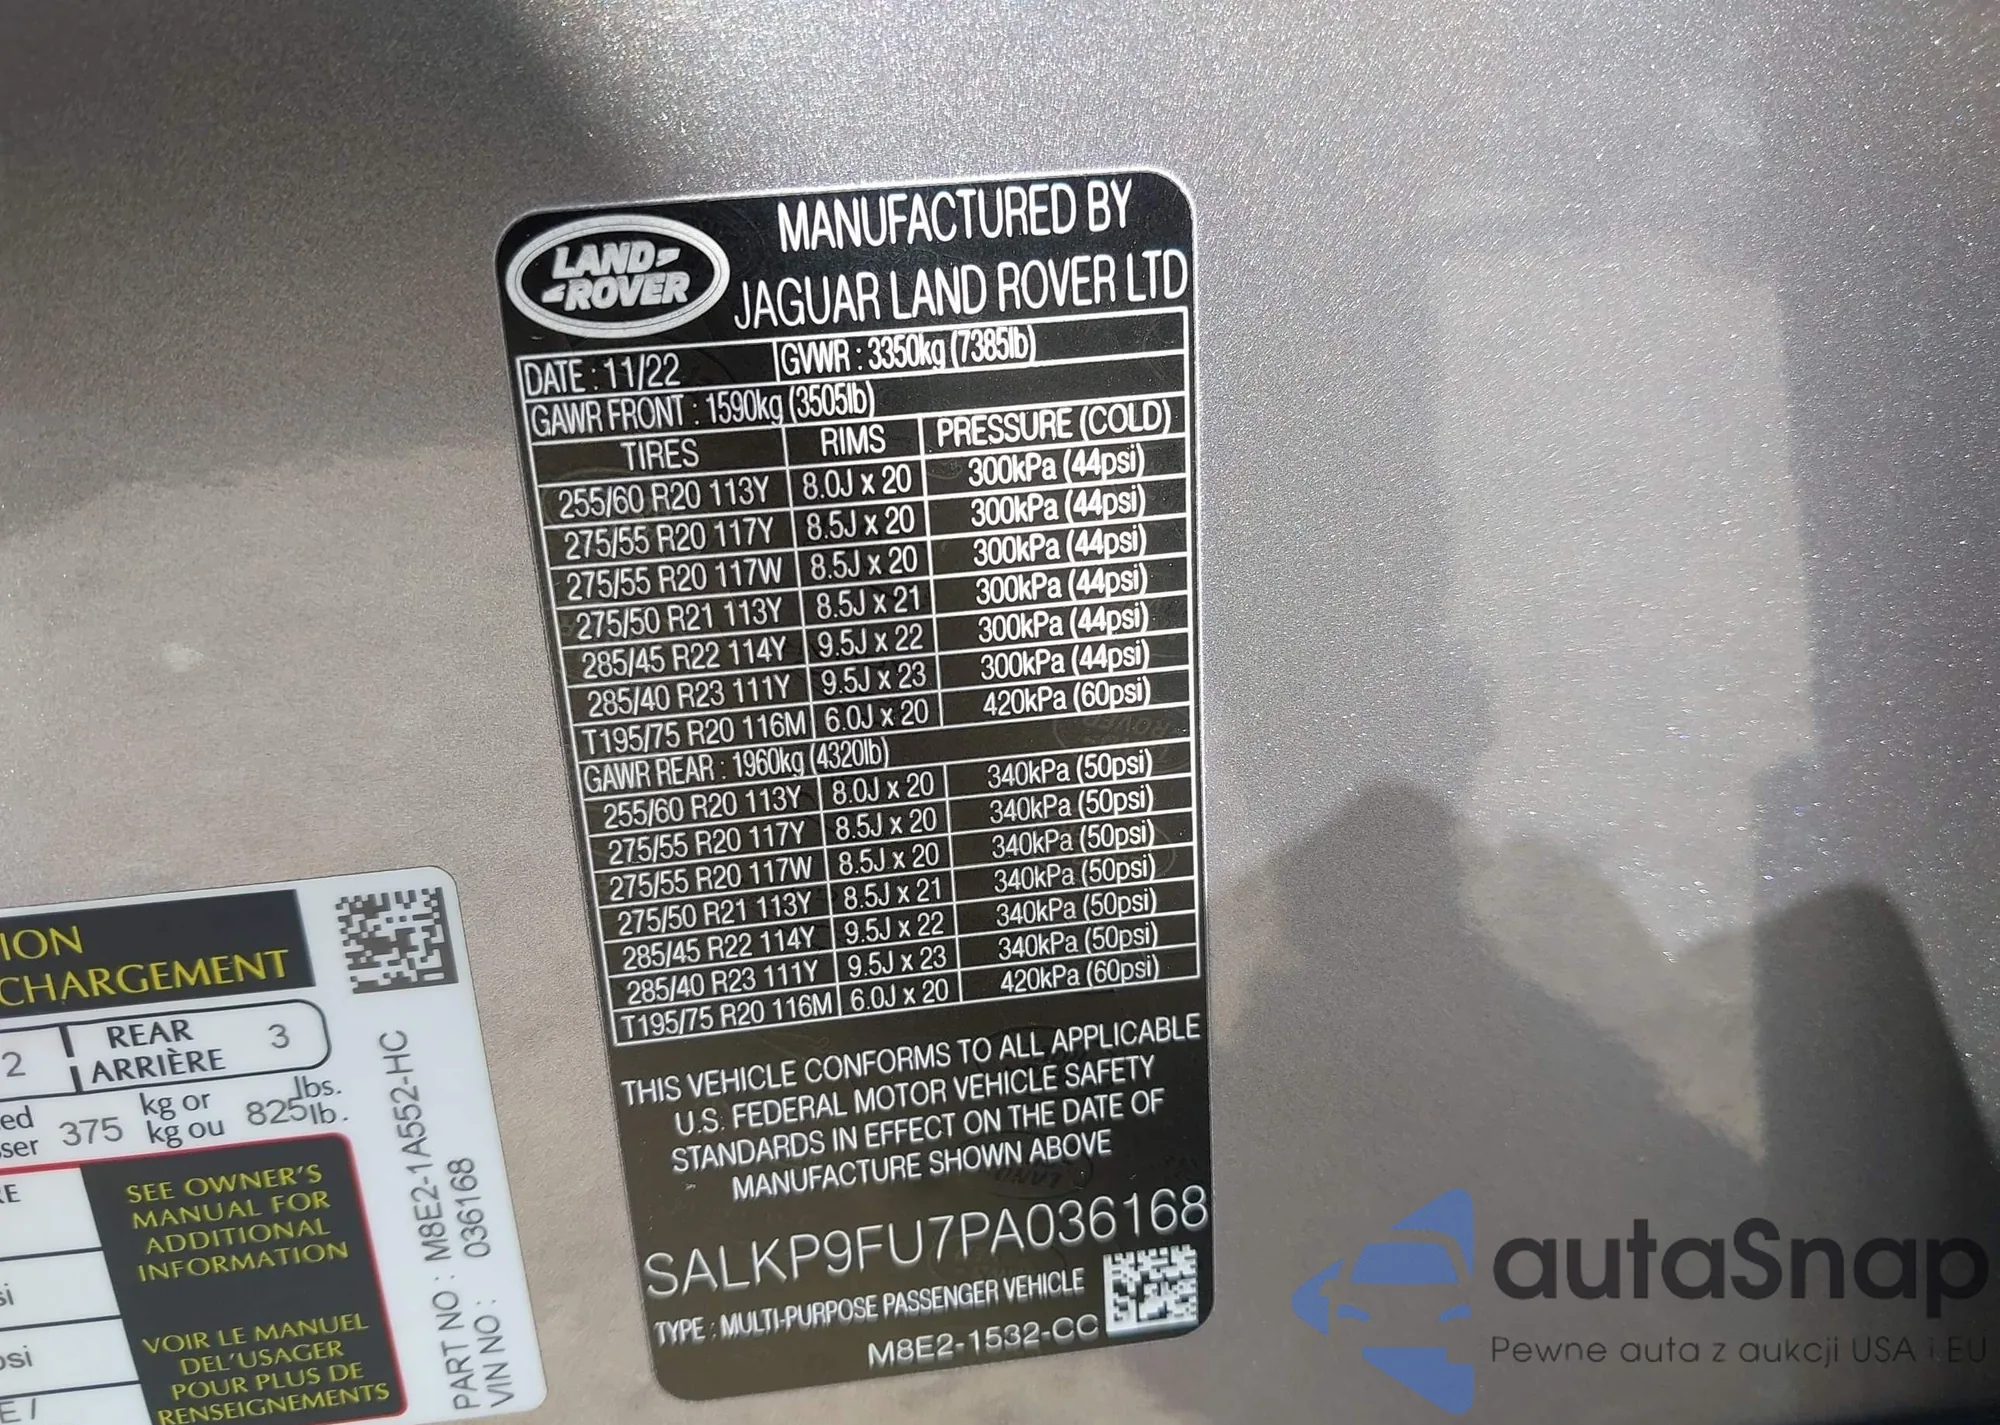 LAND
ROVER
MANUFACTURED BY
JAGUAR LAND ROVER LTD
DATE : 11/22 GVWR : 3350kg (7385lb)
GAWR FRONT : 1590kg (3505lb)
TIRES RIMS PRESSURE (COLD)
255/60 R20 113Y 8.0J x 20 300kPa (44psi)
275/55 R20 117Y 8.5J x 20 300kPa (44psi)
275/55 R20 117W 8.5J x 20 300kPa (44psi)
275/50 R21 113Y 8.5J x 21 300kPa (44psi)
285/45 R22 114Y 9.5J x 22 300kPa (44psi)
285/40 R23 111Y 9.5J x 23 300kPa (44psi)
T195/75 R20 116M 6.0J x 20 420kPa (60psi)
GAWR REAR : 1960kg (4320lb)
255/60 R20 113Y 8.0J x 20 340kPa (50psi)
275/55 R20 117Y 8.5J x 20 340kPa (50psi)
275/55 R20 117W 8.5J x 20 340kPa (50psi)
275/50 R21 113Y 8.5J x 21 340kPa (50psi)
285/45 R22 114Y 9.5J x 22 340kPa (50psi)
285/40 R23 111Y 9.5J x 23 340kPa (50psi)
T195/75 R20 116M 6.0J x 20 420kPa (60psi)
THIS VEHICLE CONFORMS TO ALL APPLICABLE
U.S. FEDERAL MOTOR VEHICLE SAFETY
STANDARDS IN EFFECT ON THE DATE OF
MANUFACTURE SHOWN ABOVE
SALKP9FU7PA036168
TYPE : MULTI-PURPOSE PASSENGER VEHICLE
M8E2-1532-CC
ION
CHARGEMENT
2 REAR 3
ARRIÈRE
ed 375 kg or 825 lbs.
ser kg ou lb.
RE
SEE OWNER'S
MANUAL FOR
ADDITIONAL
INFORMATION
si
VOIR LE MANUEL
DEL'USAGER
POUR PLUS DE
RENSEIGNEMENTS
psi
E /
PART NO : M8E2-1A552-HC
VIN NO : 036168
autaSnap
Pewne auta z aukcji USA i EU